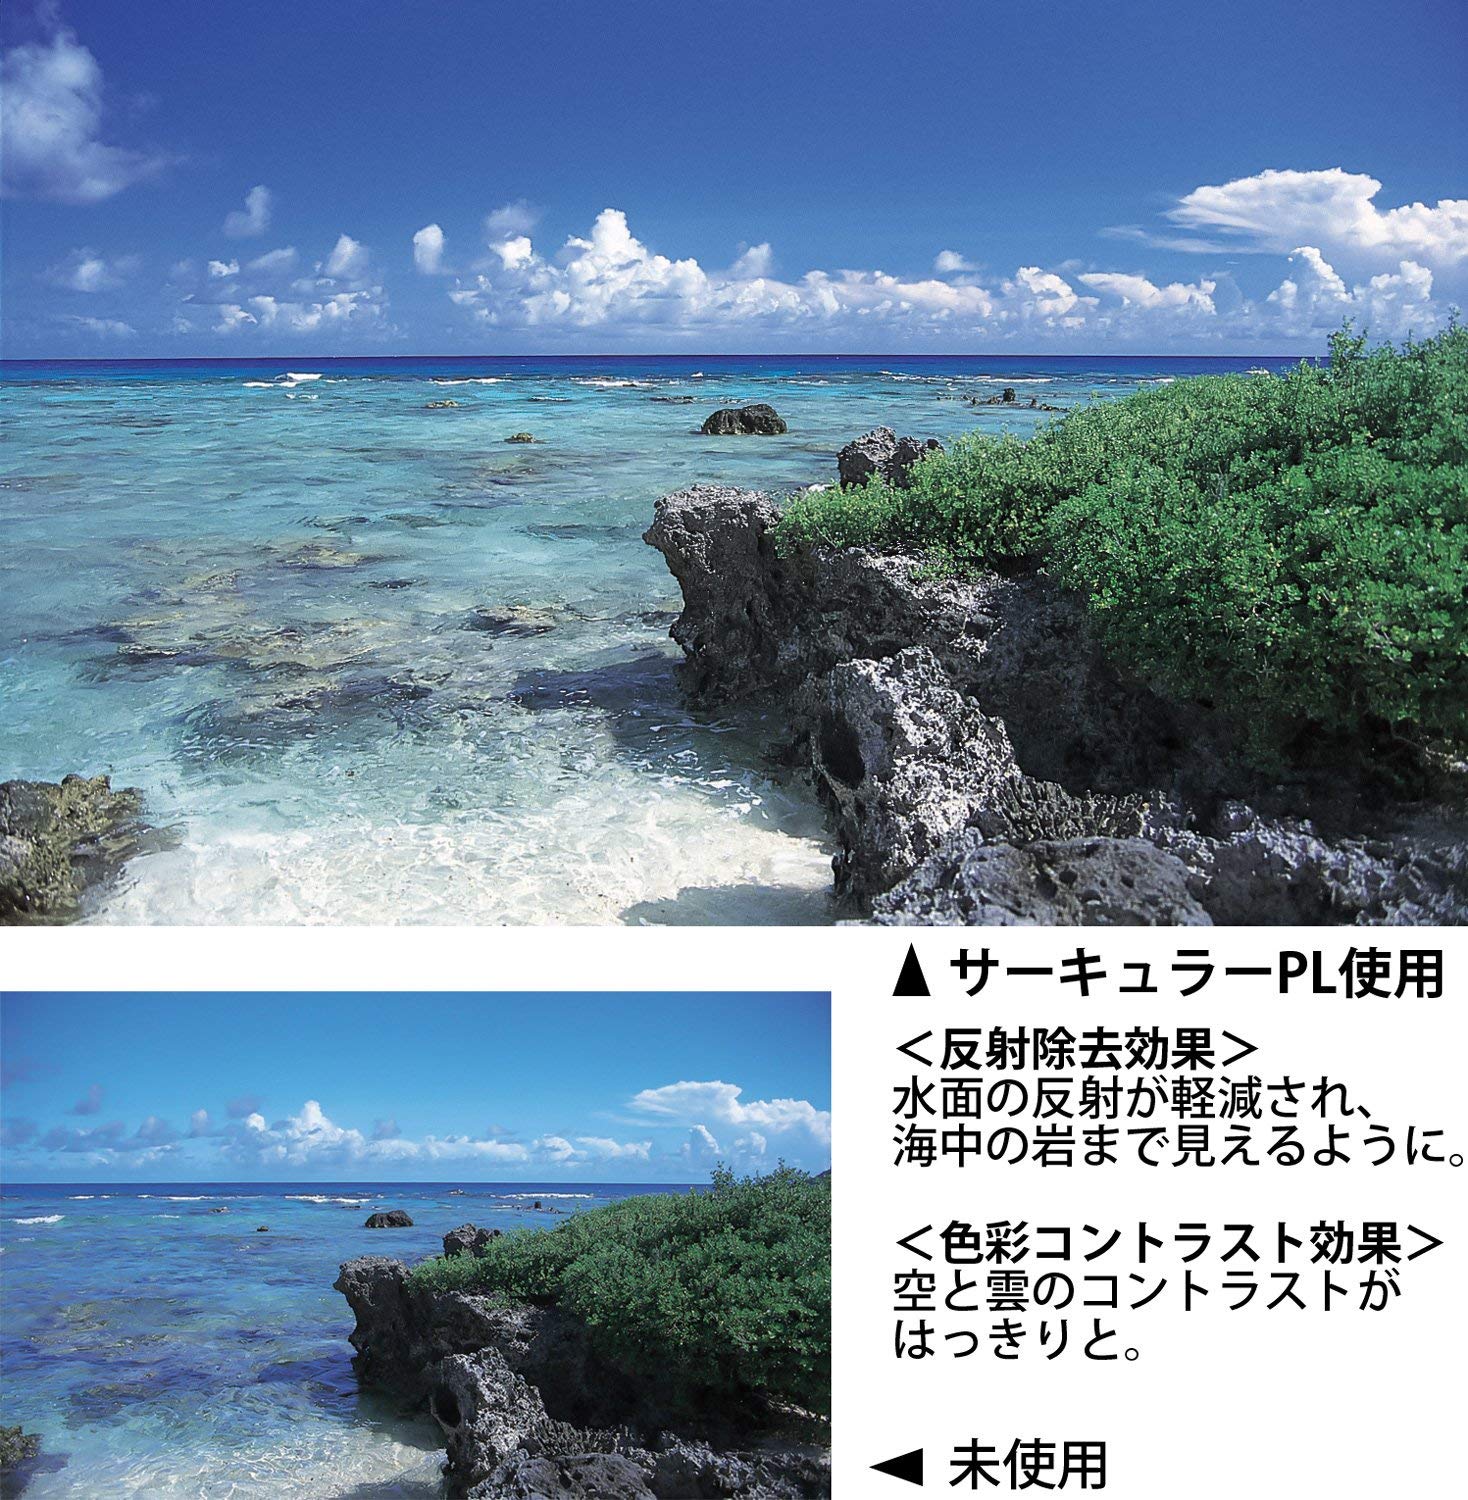 ▲ サーキュラーPL使用
＜反射除去効果＞
水面の反射が軽減され、
海中の岩まで見えるように。
＜色彩コントラスト効果＞
空と雲のコントラストが
はっきりと。
◀ 未使用